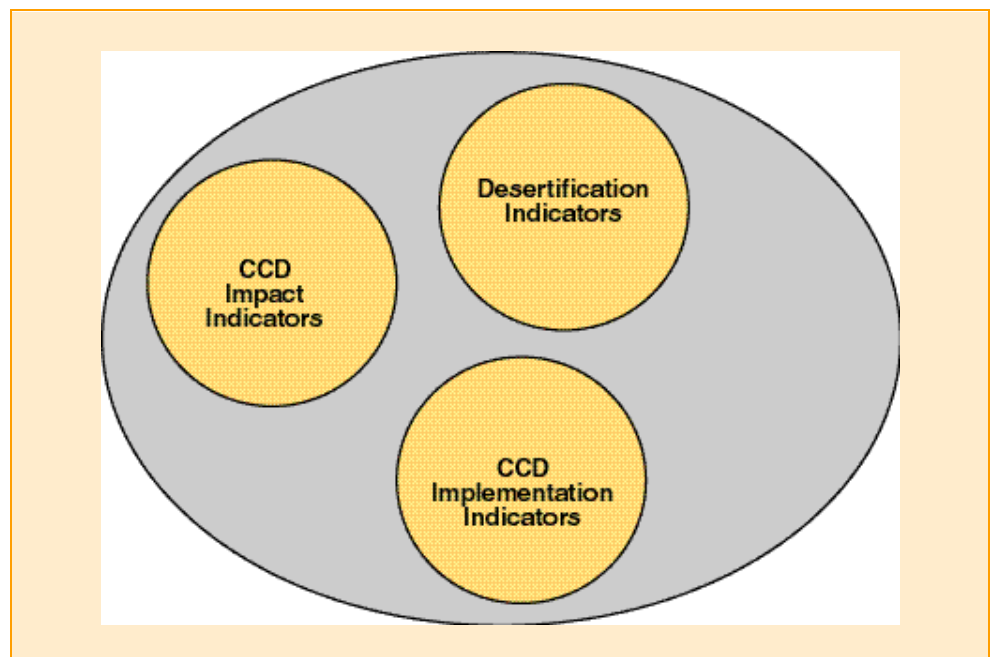 Desertification
Indicators
CCD
Impact
Indicators
CCD
Implementation
Indicators